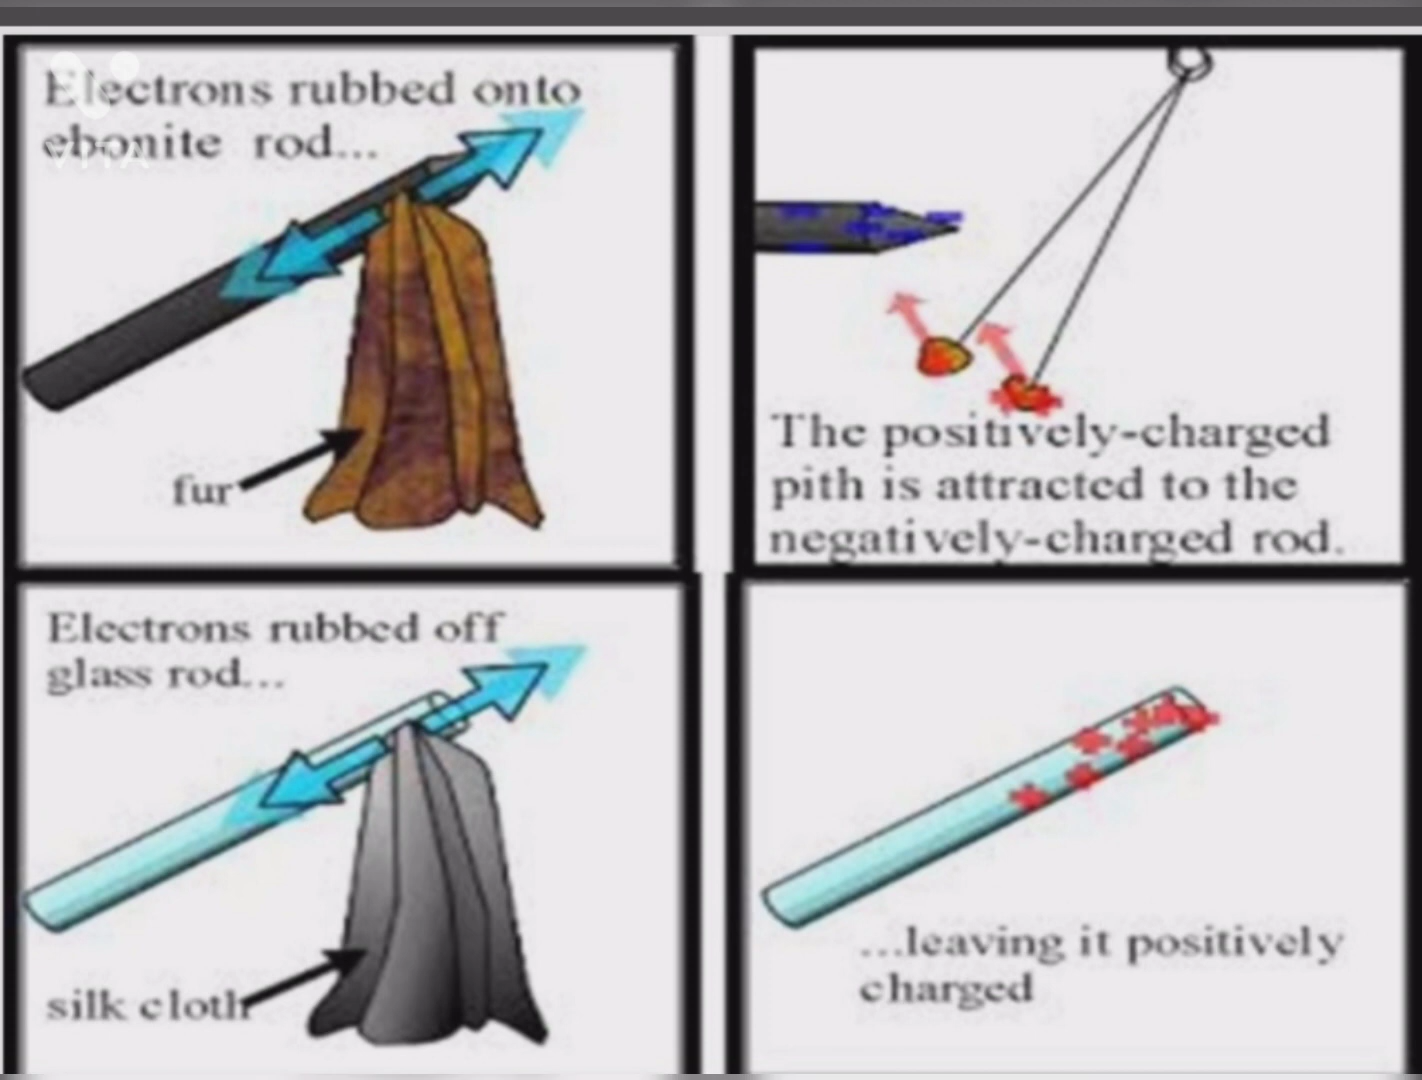 Electrons rubbed onto
ebonite rod...
fur
The positively-charged
pith is attracted to the
negatively-charged rod.
Electrons rubbed off
glass rod...
silk cloth
...leaving it positively
charged
VITA